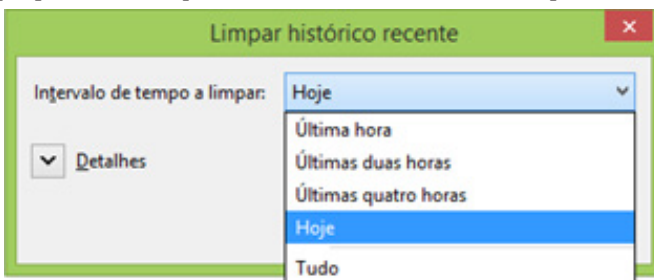 Limpar histórico recente
Intervalo de tempo a limpar: Hoje
Última hora
Detalhes Últimas duas horas
Últimas quatro horas
Hoje
Tudo